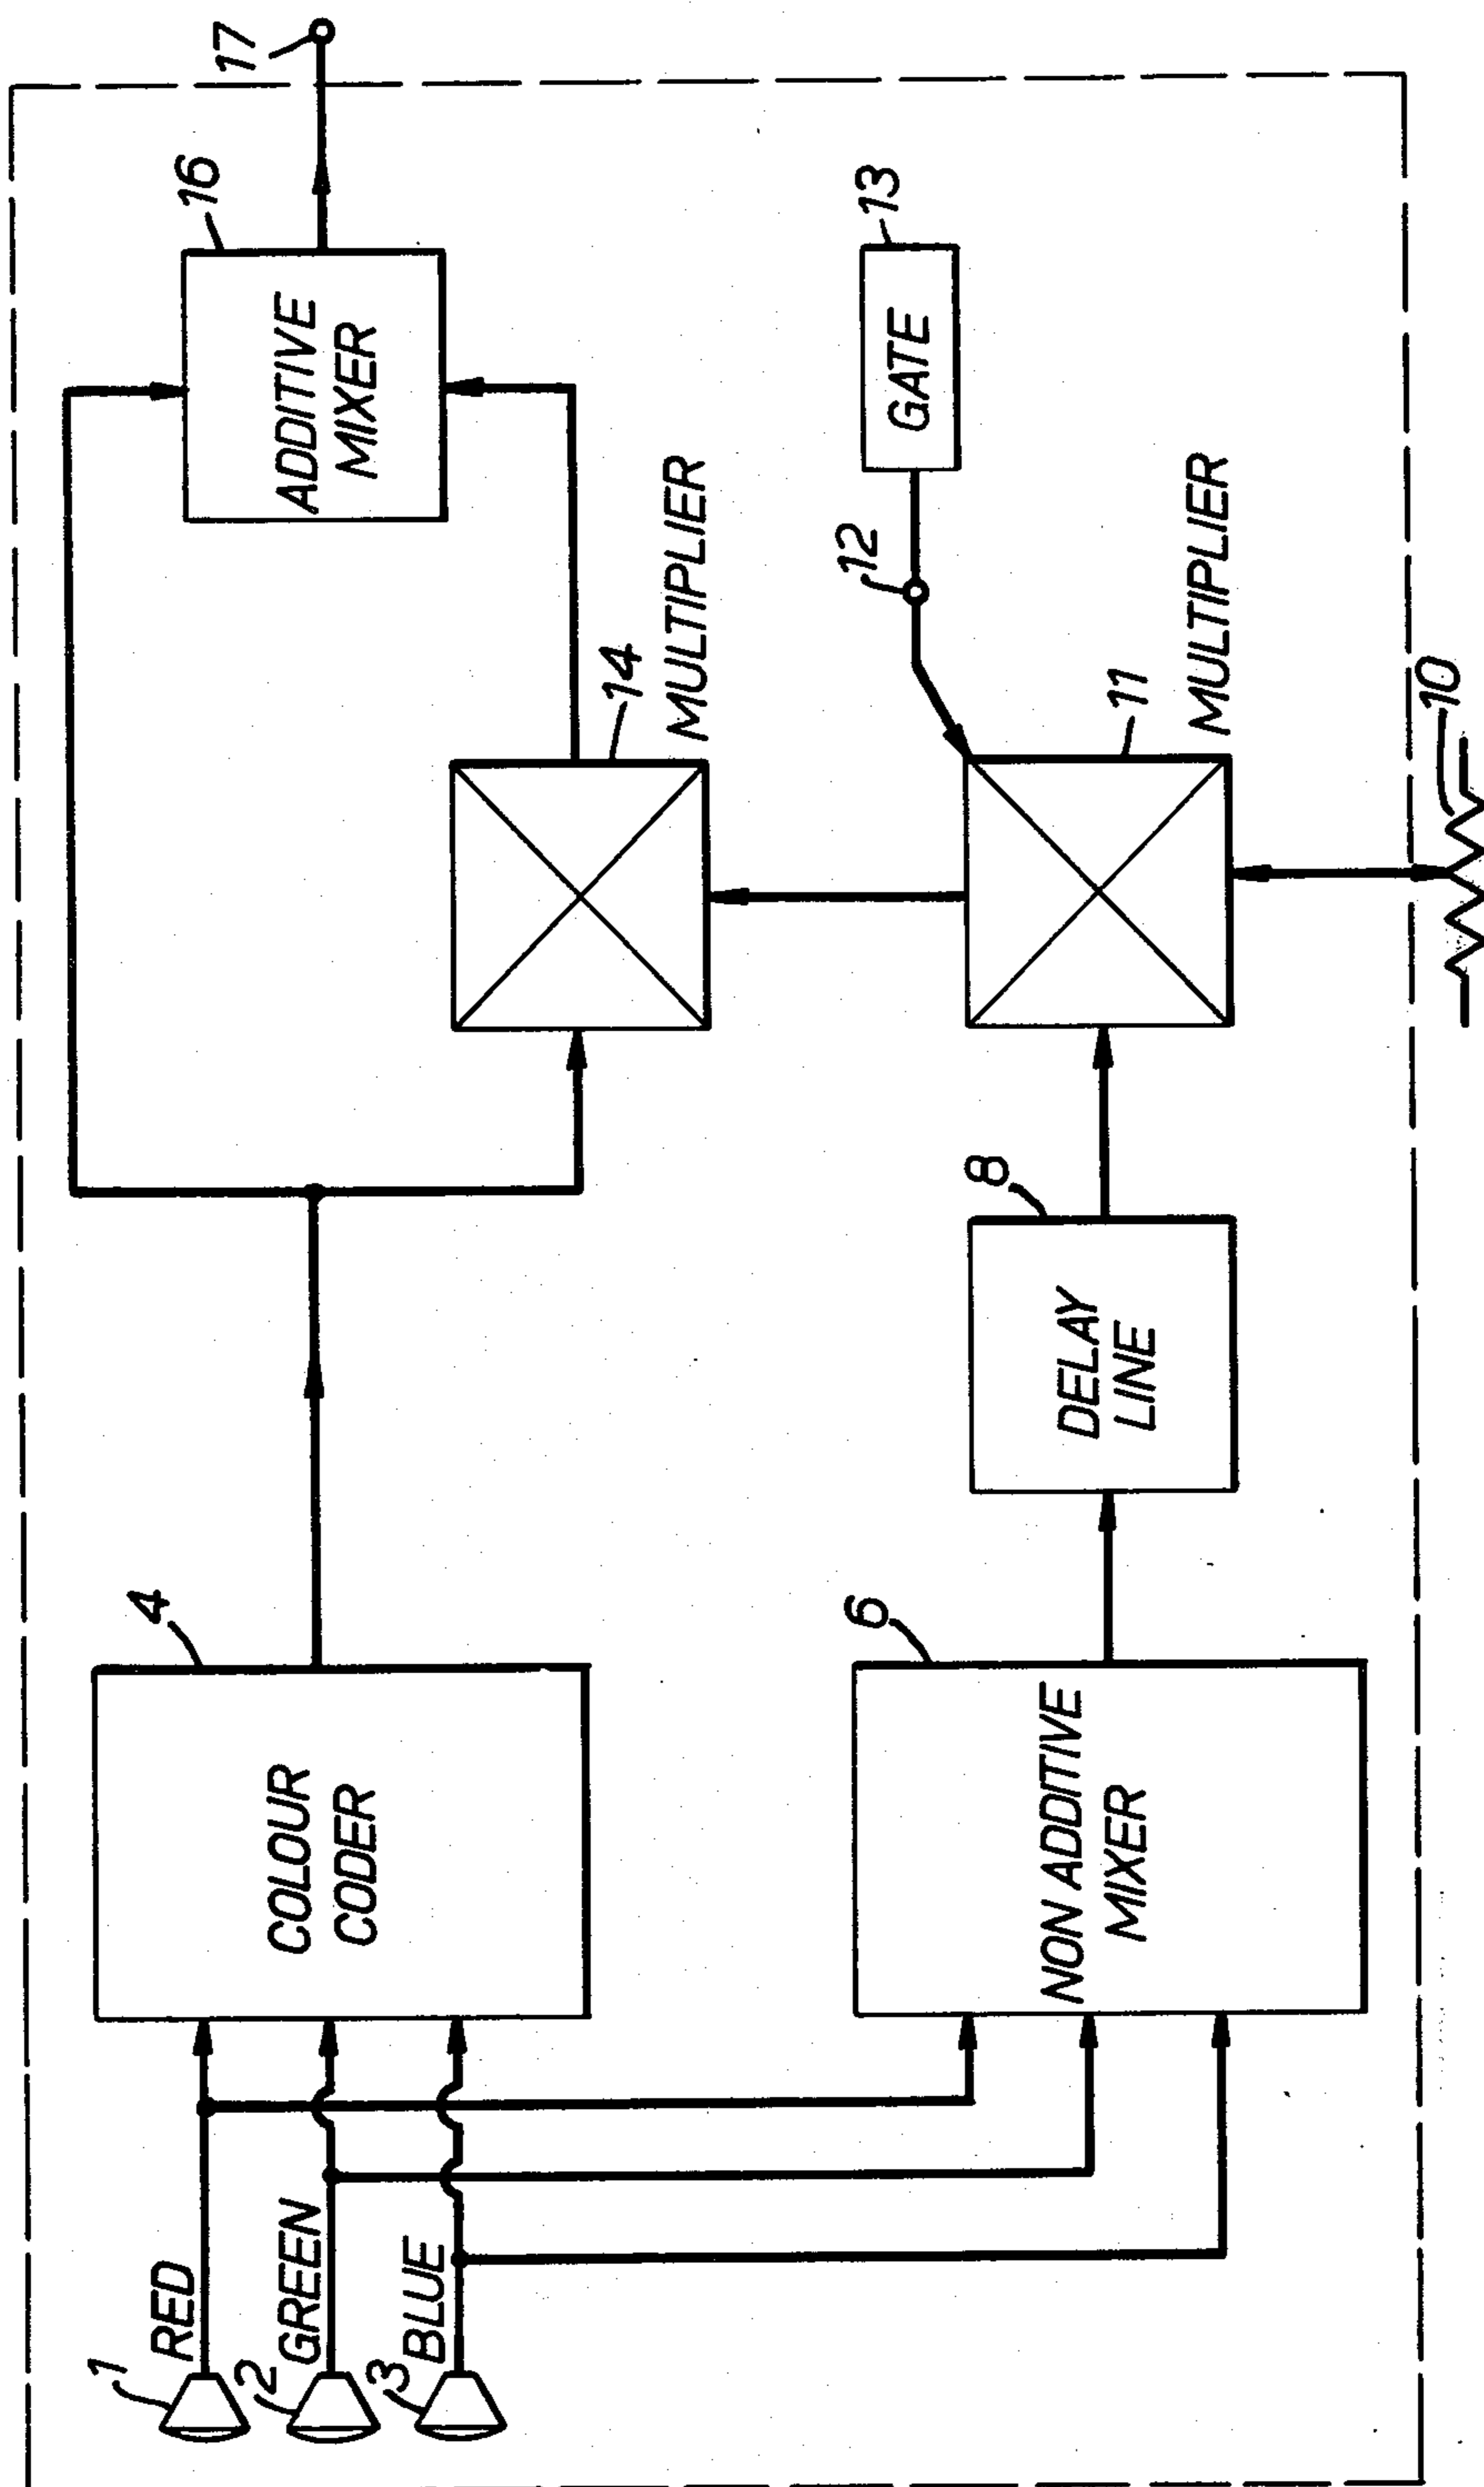 1
RED
2
GREEN
3
BLUE
4
COLOUR
CODER
6
NON ADDITIVE
MIXER
8
DELAY
LINE
14
MULTIPLIER
11
MULTIPLIER
10
12
13
GATE
16
ADDITIVE
MIXER
17